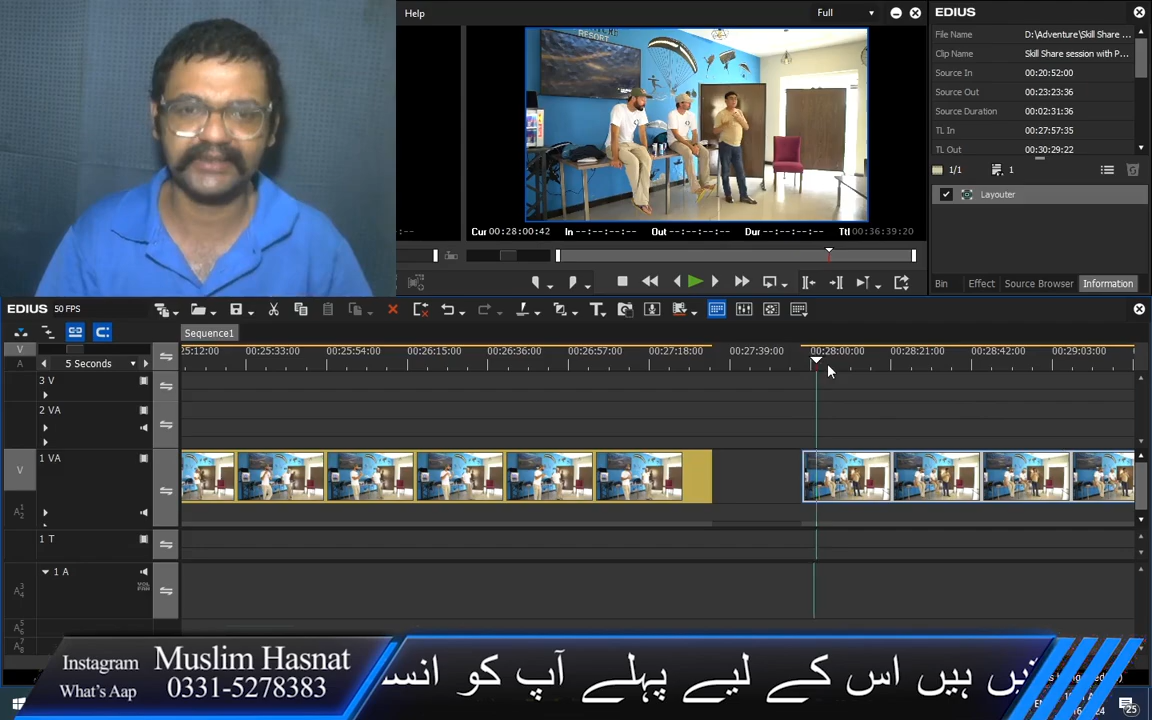 Help
Full
RESORT
Cur 00:28:00:42 In --:--:--:-- Out --:--:--:-- Dur --:--:--:-- Ttl 00:36:39:20
EDIUS
File Name D:\Adventure\Skill Share ...
Clip Name Skill Share session with P...
Source In 00:20:52:00
Source Out 00:23:23:36
Source Duration 00:02:31:36
TL In 00:27:57:35
TL Out 00:30:29:22
1/1 1
Layouter
Bin Effect Source Browser Information
EDIUS 50 FPS
Sequence1
V
A
5 Seconds
25:12:00 00:25:33:00 00:25:54:00 00:26:15:00 00:26:36:00 00:26:57:00 00:27:18:00 00:27:39:00 00:28:00:00 00:28:21:00 00:28:42:00 00:29:03:00
3 V
2 VA
V
1 VA
1 T
1 A
VOL
PAN
Instagram Muslim Hasnat
What's Aap 0331-5278383
ہیں اس کے لیے پہلے آپ کو
25